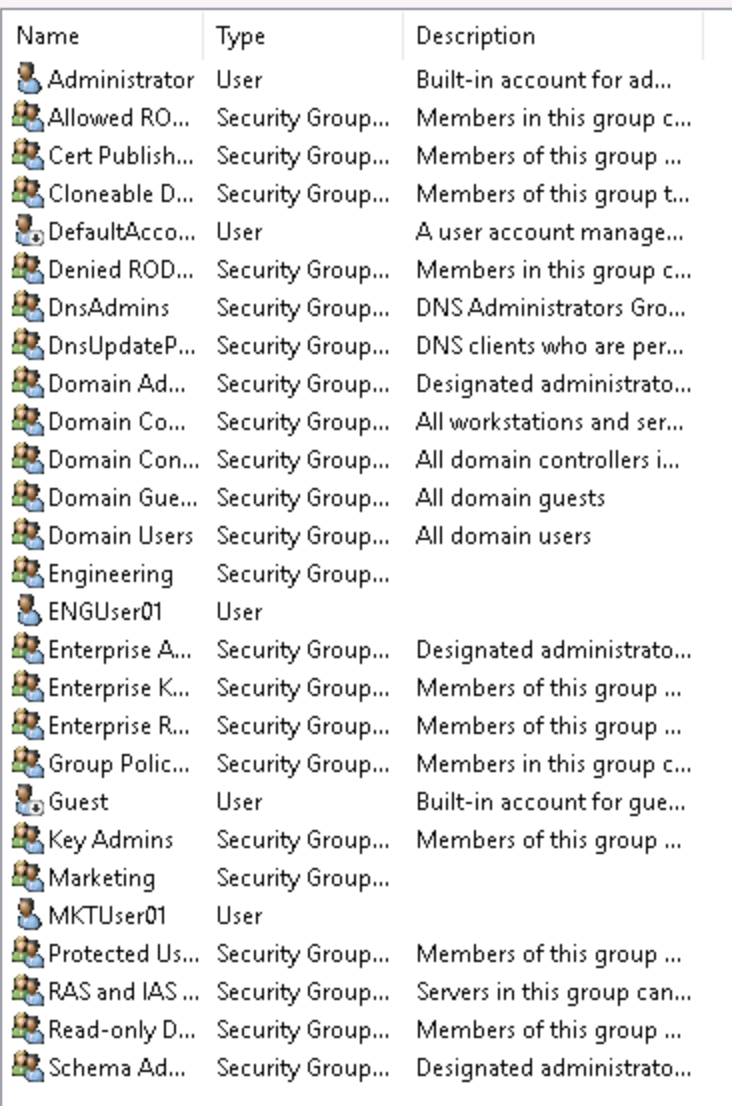 Name Type Description
Administrator User Built-in account for ad...
Allowed RO... Security Group... Members in this group c...
Cert Publish... Security Group... Members of this group ...
Cloneable D... Security Group... Members of this group t...
DefaultAcco... User A user account manage...
Denied ROD... Security Group... Members in this group c...
DnsAdmins Security Group... DNS Administrators Gro...
DnsUpdateP... Security Group... DNS clients who are per...
Domain Ad... Security Group... Designated administrato...
Domain Co... Security Group... All workstations and ser...
Domain Con... Security Group... All domain controllers i...
Domain Gue... Security Group... All domain guests
Domain Users Security Group... All domain users
Engineering Security Group...
ENGUser01 User
Enterprise A... Security Group... Designated administrato...
Enterprise K... Security Group... Members of this group ...
Enterprise R... Security Group... Members of this group ...
Group Polic... Security Group... Members in this group c...
Guest User Built-in account for gue...
Key Admins Security Group... Members of this group ...
Marketing Security Group...
MKTUser01 User
Protected Us... Security Group... Members of this group ...
RAS and IAS ... Security Group... Servers in this group can...
Read-only D... Security Group... Members of this group ...
Schema Ad... Security Group... Designated administrato...